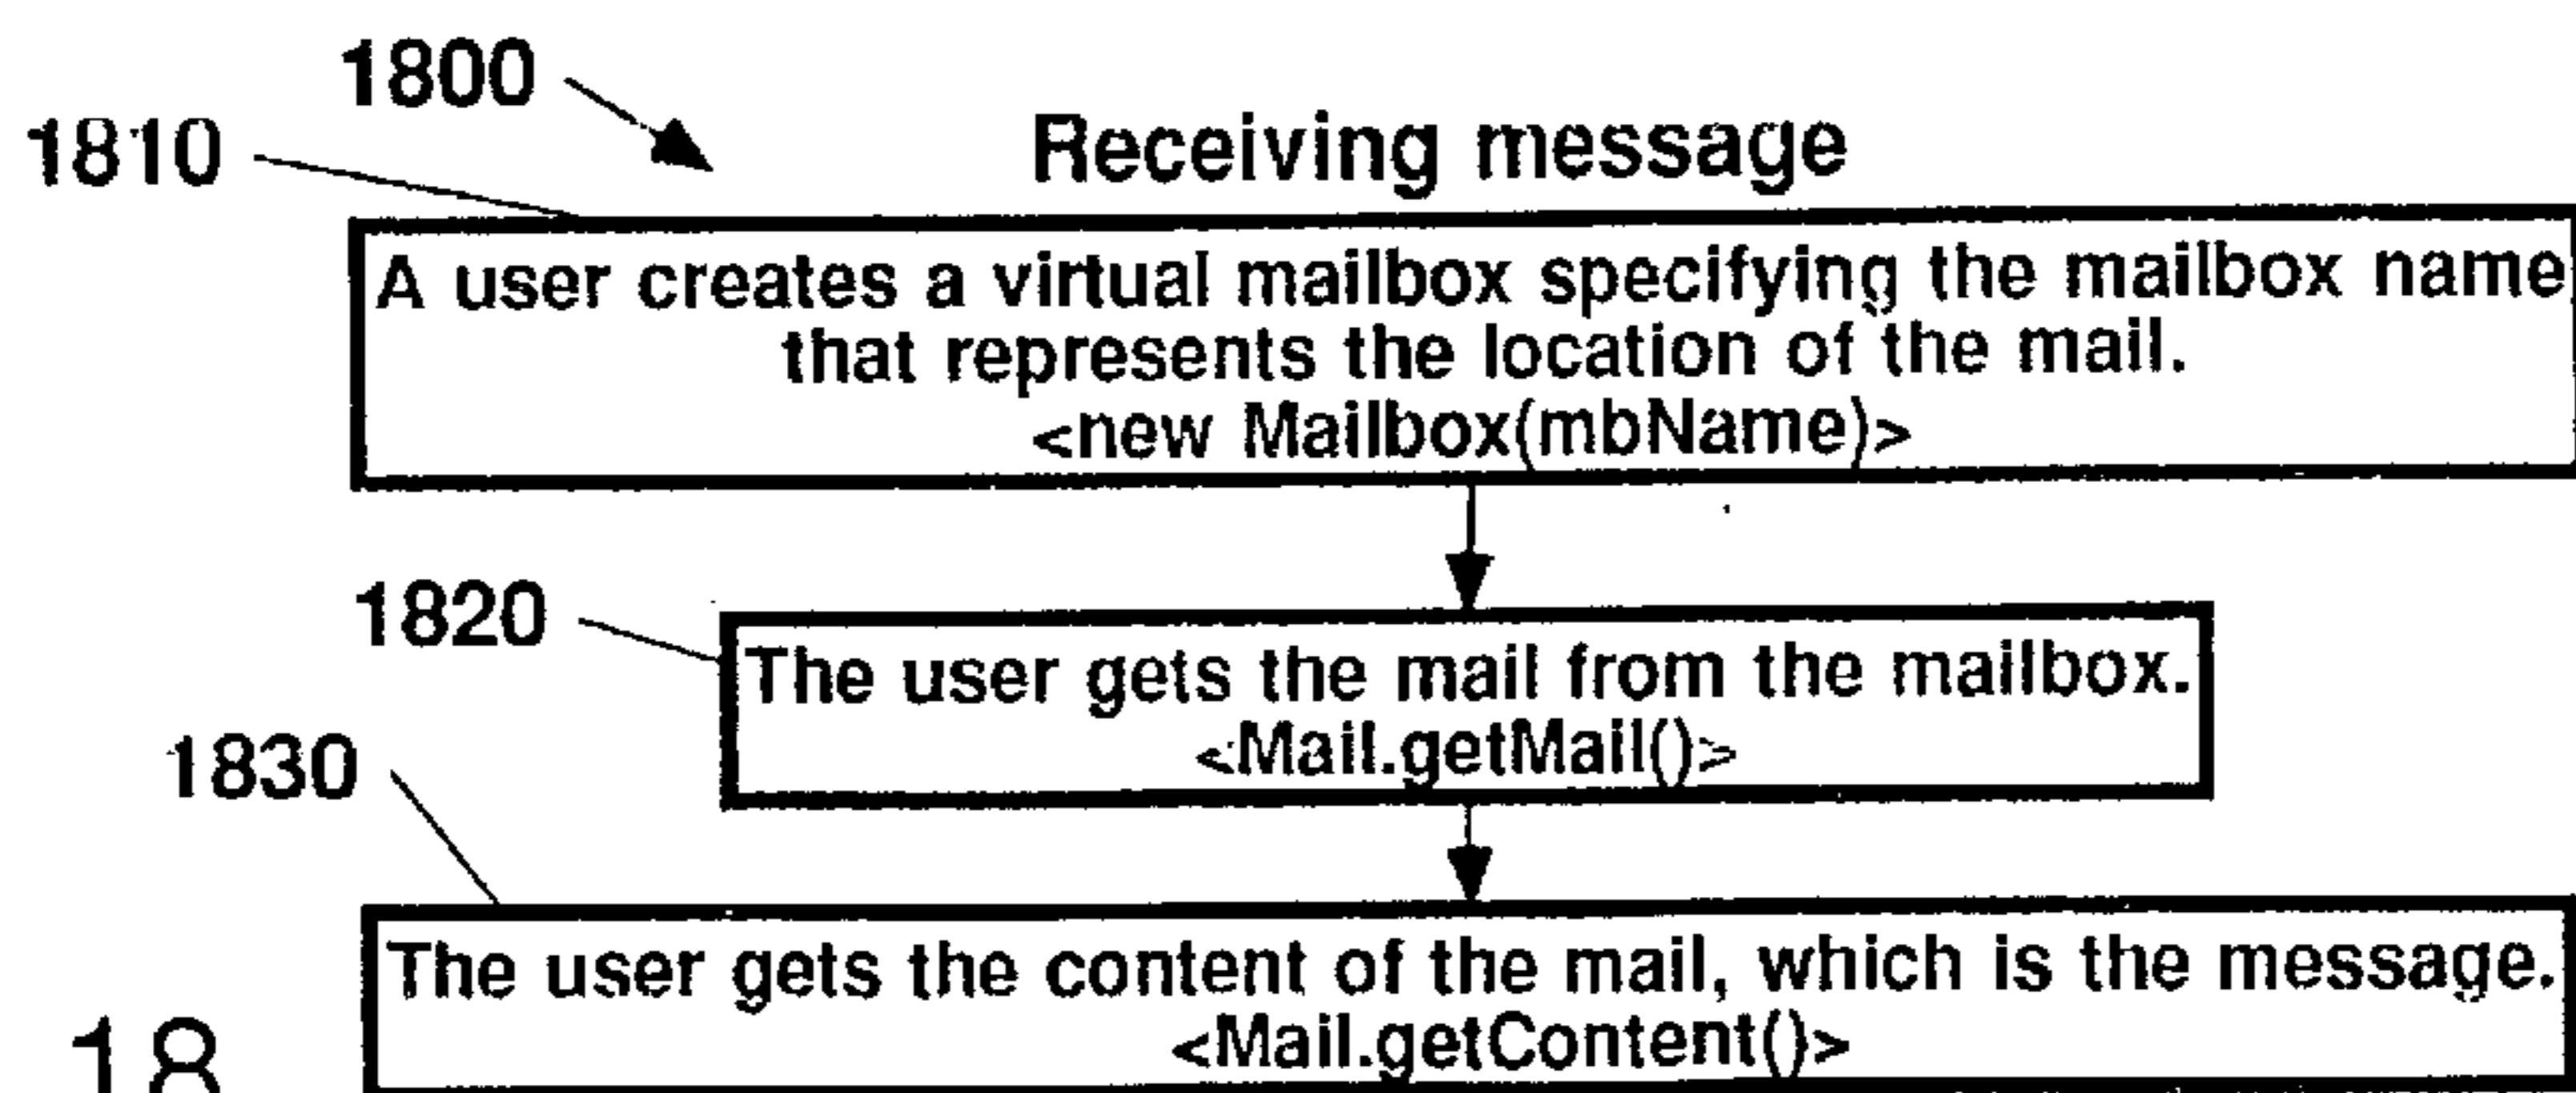 1800
1810
Receiving message
A user creates a virtual mailbox specifying the mailbox name
that represents the location of the mail.
<new Mailbox(mbName)>
1820
The user gets the mail from the mailbox.
<Mail.getMail()>
1830
The user gets the content of the mail, which is the message.
<Mail.getContent()>
18